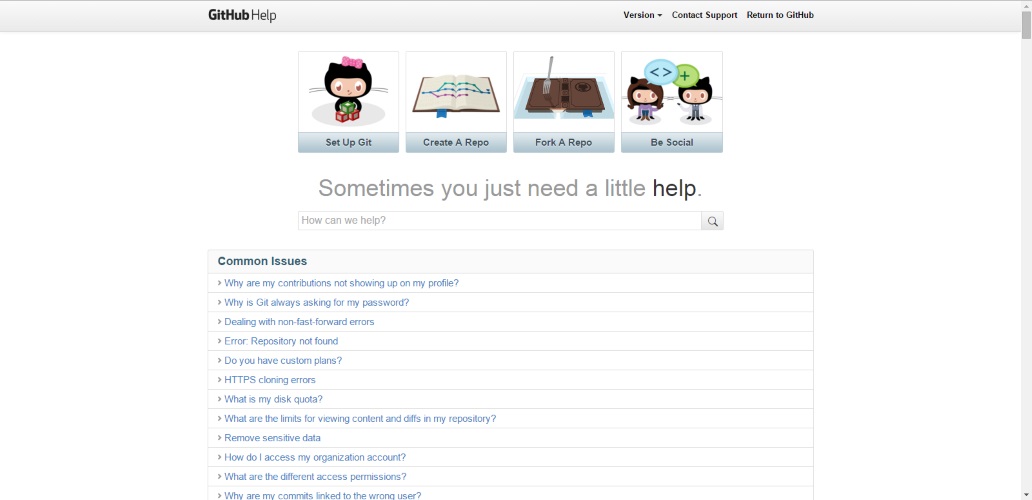 GitHub Help
Version Contact Support Return to GitHub
<> +
Set Up Git Create A Repo Fork A Repo Be Social
Sometimes you just need a little help.
How can we help?
Common Issues
Why are my contributions not showing up on my profile?
Why is Git always asking for my password?
Dealing with non-fast-forward errors
Error: Repository not found
Do you have custom plans?
HTTPS cloning errors
What is my disk quota?
What are the limits for viewing content and diffs in my repository?
Remove sensitive data
How do I access my organization account?
What are the different access permissions?
Why are my commits linked to the wrong user?